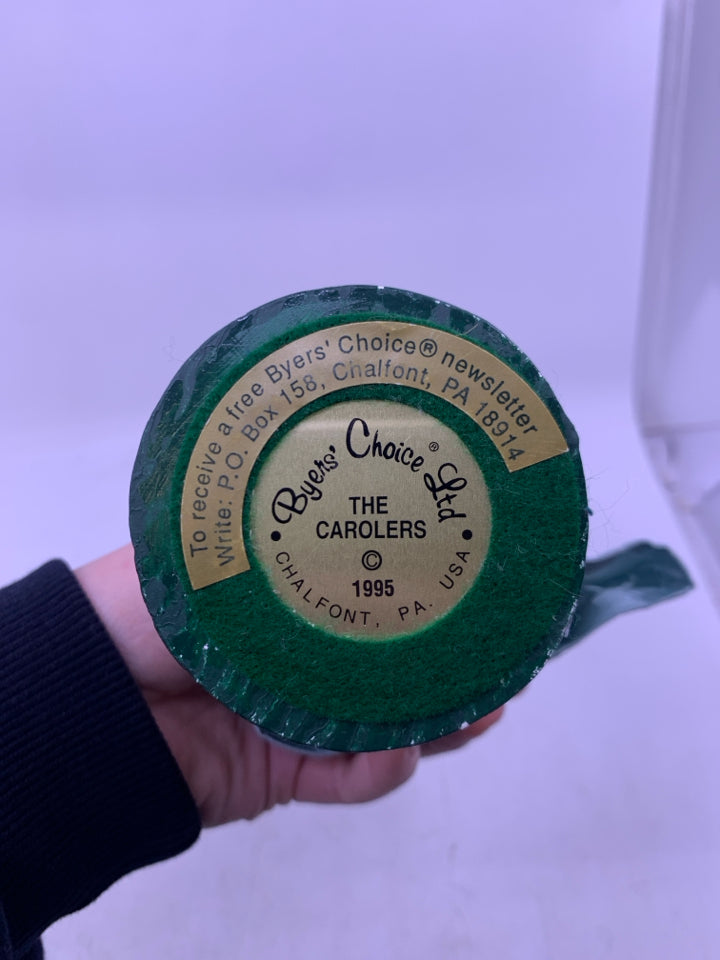 To receive a free Byers' Choice® newsletter
Write: P.O. Box 158, Chalfont, PA 18914
Byers' Choice® Ltd
THE
CAROLERS
©
1995
• CHALFONT, PA. USA •